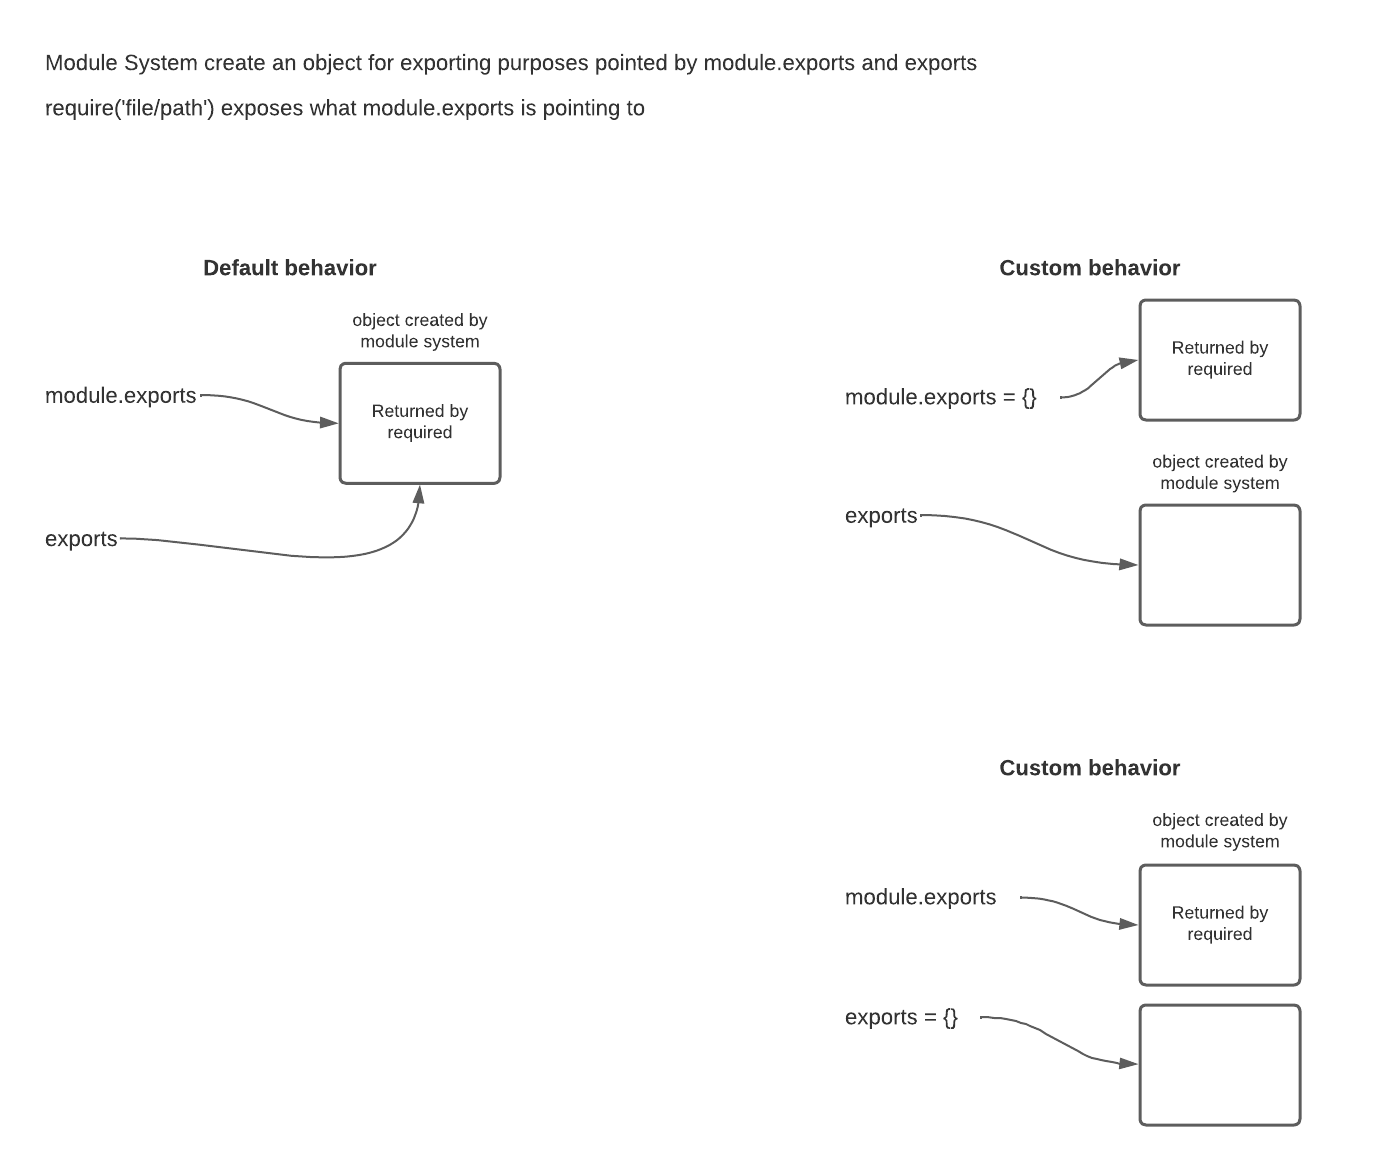 Module System create an object for exporting purposes pointed by module.exports and exports
require('file/path') exposes what module.exports is pointing to
Default behavior
object created by
module system
module.exports
Returned by
required
exports
Custom behavior
Returned by
required
module.exports = {}
object created by
module system
exports
Custom behavior
object created by
module system
module.exports
Returned by
required
exports = {}